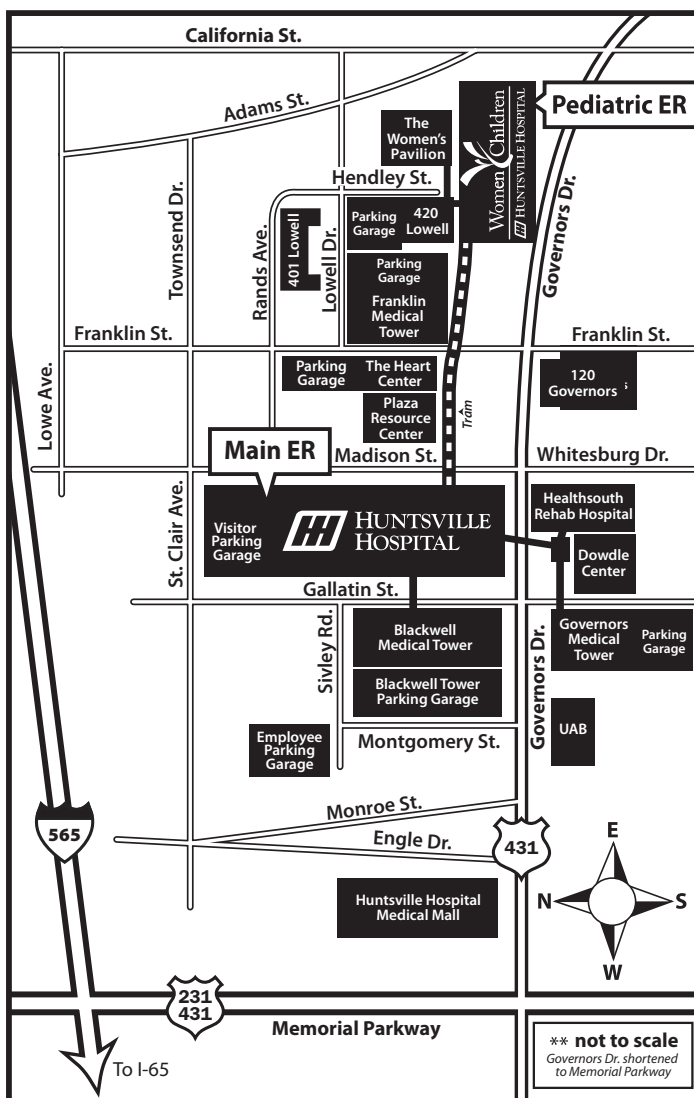 California St.
Adams St.
Pediatric ER
The
Women's
Pavilion
Women & Children
HUNTSVILLE HOSPITAL
Hendley St.
Governors Dr.
Townsend Dr.
Rands Ave.
401 Lowell
Lowell Dr.
Parking
Garage
420
Lowell
Parking
Garage
Franklin
Medical
Tower
Franklin St.
Franklin St.
Lowe Ave.
Parking
Garage
The Heart
Center
120
Governors
Plaza
Resource
Center
Tram
Main ER
Madison St.
Whitesburg Dr.
St. Clair Ave.
Visitor
Parking
Garage
HUNTSVILLE
HOSPITAL
Healthsouth
Rehab Hospital
Dowdle
Center
Gallatin St.
Sivley Rd.
Blackwell
Medical Tower
Governors
Medical
Tower
Parking
Garage
Blackwell Tower
Parking Garage
Governors Dr.
UAB
Employee
Parking
Garage
Montgomery St.
Monroe St.
Engle Dr.
565
431
E
N
S
W
Huntsville Hospital
Medical Mall
231
431
Memorial Parkway
To I-65
** not to scale
Governors Dr. shortened
to Memorial Parkway